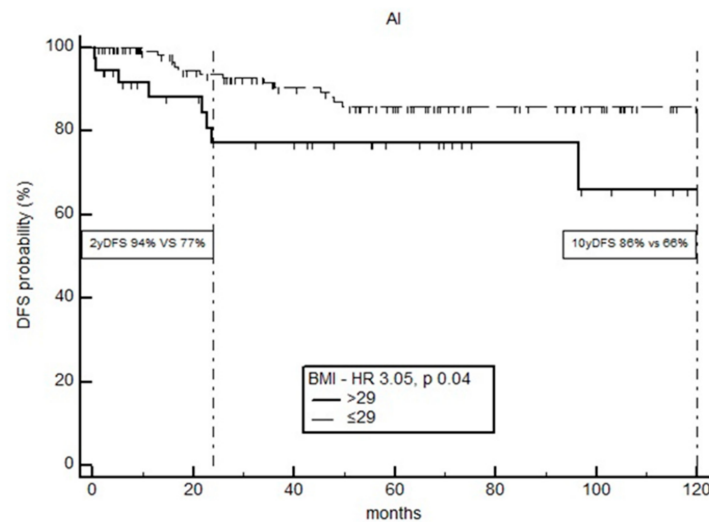 AI
100
80
60
40
20
0
DFS probability (%)
2yDFS 94% VS 77%
10yDFS 86% vs 66%
BMI - HR 3.05, p 0.04
>29
≤29
0 20 40 60 80 100 120
months